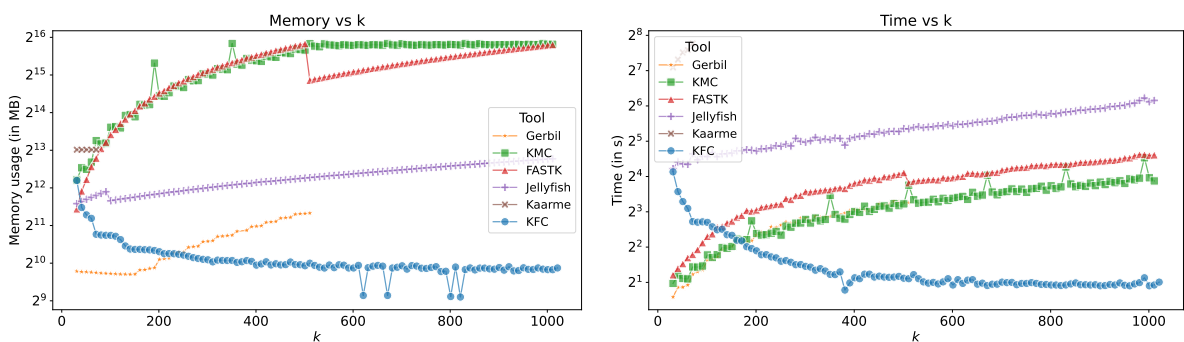 Memory vs k
2^16
2^15
2^14
2^13
2^12
2^11
2^10
2^9
Memory usage (in MB)
0
200
400
600
800
1000
k
Tool
Gerbil
KMC
FASTK
Jellyfish
Kaarme
KFC
Time vs k
2^8
2^7
2^6
2^5
2^4
2^3
2^2
2^1
Time (in s)
0
200
400
600
800
1000
k
Tool
Gerbil
KMC
FASTK
Jellyfish
Kaarme
KFC